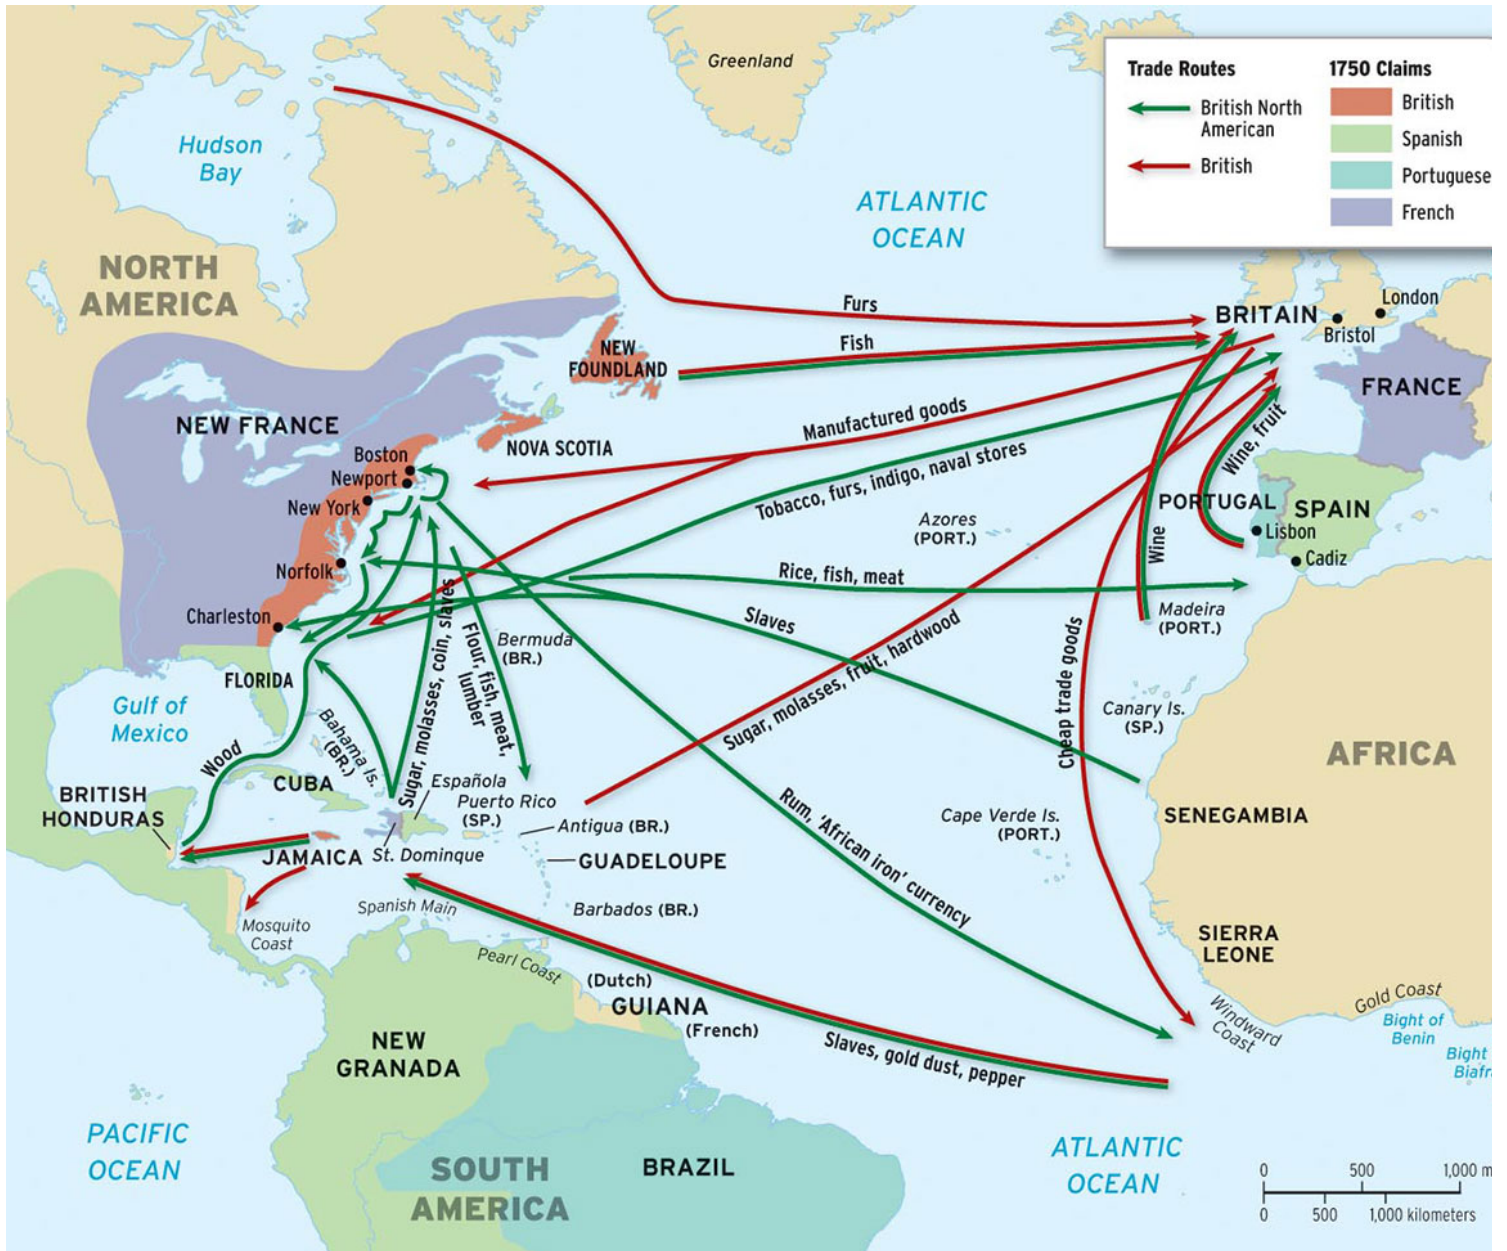 Greenland
Trade Routes
British North
American
British
1750 Claims
British
Spanish
Portuguese
French
Hudson
Bay
ATLANTIC
OCEAN
NORTH
AMERICA
Furs
Fish
BRITAIN
London
Bristol
NEW
FOUNDLAND
FRANCE
NEW FRANCE
NOVA SCOTIA
Manufactured goods
Boston
Newport
New York
Tobacco, furs, indigo, naval stores
Wine, fruit
PORTUGAL
SPAIN
Lisbon
Cadiz
Azores
(PORT.)
Wine
Norfolk
Rice, fish, meat
Charleston
Slaves
Madeira
(PORT.)
Bermuda
(BR.)
Sugar, molasses, coin, slaves
Flour, fish, meat,
lumber
Sugar, molasses, fruit, hardwood
Cheap trade goods
FLORIDA
Gulf of
Mexico
Bahama Is.
(BR.)
Canary Is.
(SP.)
AFRICA
Wood
CUBA
Española
Puerto Rico
(SP.)
BRITISH
HONDURAS
Antigua (BR.)
Cape Verde Is.
(PORT.)
SENEGAMBIA
JAMAICA
St. Dominque
GUADELOUPE
Rum, 'African iron' currency
Mosquito
Coast
Spanish Main
Barbados (BR.)
SIERRA
LEONE
Pearl Coast
(Dutch)
GUIANA
(French)
Windward
Coast
Gold Coast
Bight of
Benin
Bight
Biafr
NEW
GRANADA
Slaves, gold dust, pepper
PACIFIC
OCEAN
SOUTH
AMERICA
BRAZIL
ATLANTIC
OCEAN
0 500 1,000 m
0 500 1,000 kilometers